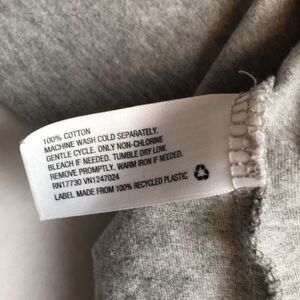 100% COTTON
MACHINE WASH COLD SEPARATELY.
GENTLE CYCLE. ONLY NON-CHLORINE
BLEACH IF NEEDED. TUMBLE DRY LOW.
REMOVE PROMPTLY. WARM IRON IF NEEDED.
RN17730 VN1247024
LABEL MADE FROM 100% RECYCLED PLASTIC